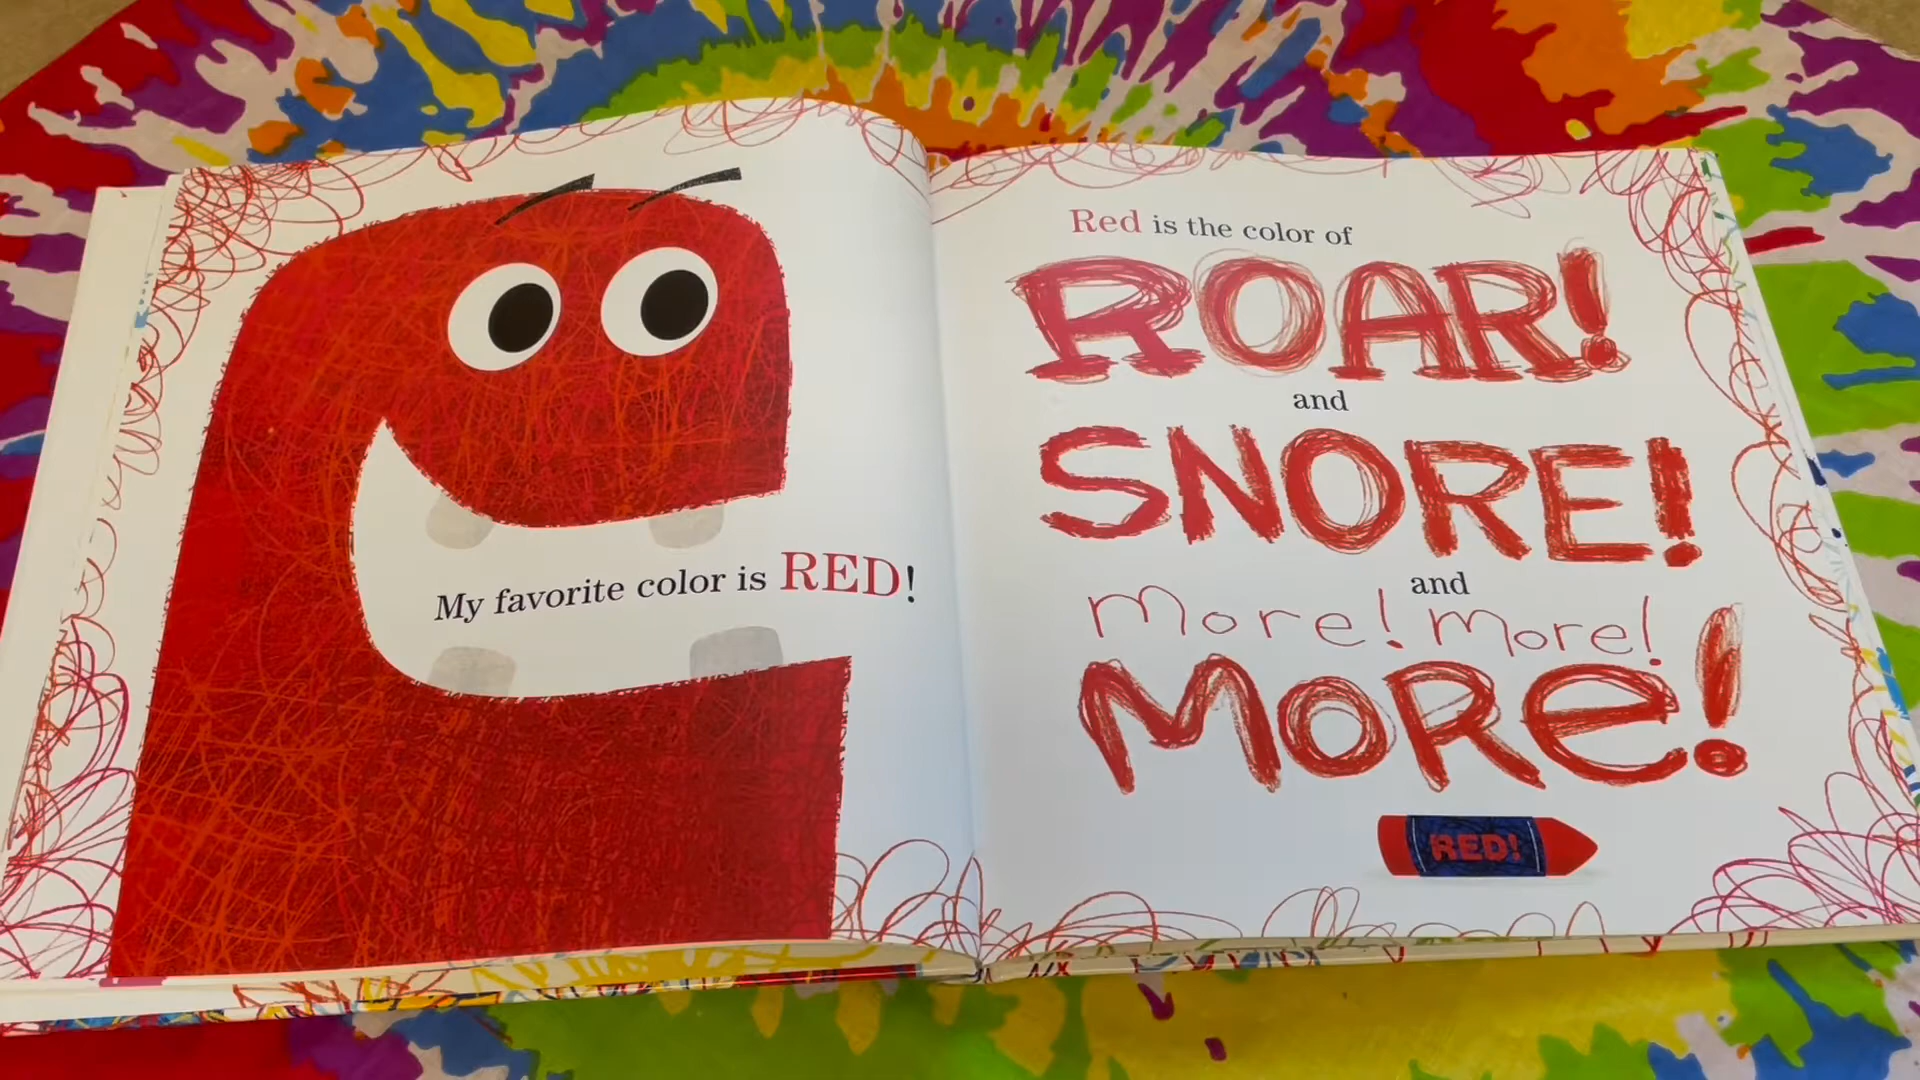 My favorite color is RED!
Red is the color of
ROAR!
and
SNORE!
and
More! More!
MORe!
RED!